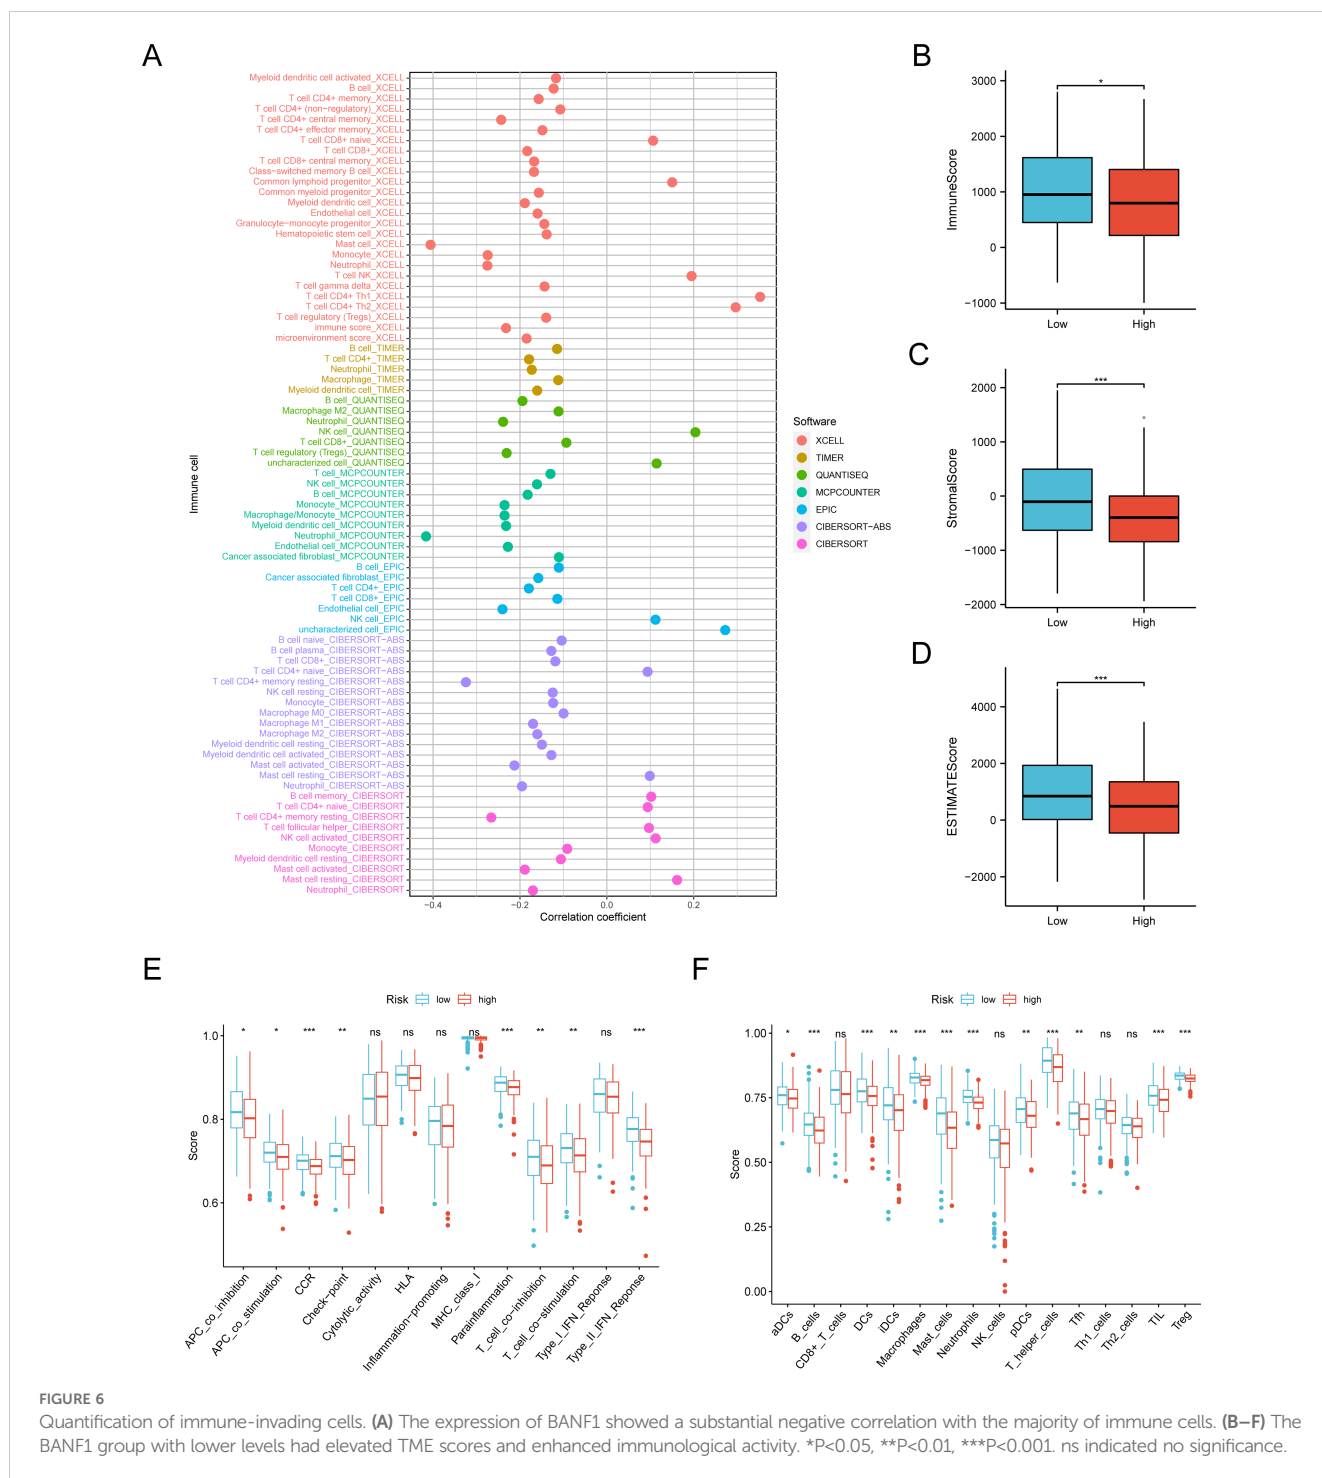 A
Myeloid dendritic cell activated_XCELL
B cell_XCELL
T cell CD4+ memory_XCELL
T cell CD4+ (non−regulatory)_XCELL
T cell CD4+ central memory_XCELL
T cell CD4+ effector memory_XCELL
T cell CD8+ naive_XCELL
T cell CD8+_XCELL
T cell CD8+ central memory_XCELL
Class−switched memory B cell_XCELL
Common lymphoid progenitor_XCELL
Common myeloid progenitor_XCELL
Myeloid dendritic cell_XCELL
Endothelial cell_XCELL
Granulocyte−monocyte progenitor_XCELL
Hematopoietic stem cell_XCELL
Mast cell_XCELL
Monocyte_XCELL
Neutrophil_XCELL
T cell NK_XCELL
T cell gamma delta_XCELL
T cell CD4+ Th1_XCELL
T cell CD4+ Th2_XCELL
T cell regulatory (Tregs)_XCELL
immune score_XCELL
microenvironment score_XCELL
B cell_TIMER
T cell CD4+_TIMER
Neutrophil_TIMER
Macrophage_TIMER
Myeloid dendritic cell_TIMER
B cell_QUANTISEQ
Macrophage M2_QUANTISEQ
Neutrophil_QUANTISEQ
NK cell_QUANTISEQ
T cell CD8+_QUANTISEQ
T cell regulatory (Tregs)_QUANTISEQ
uncharacterized cell_QUANTISEQ
T cell_MCPCOUNTER
NK cell_MCPCOUNTER
B cell_MCPCOUNTER
Monocyte_MCPCOUNTER
Macrophage/Monocyte_MCPCOUNTER
Myeloid dendritic cell_MCPCOUNTER
Neutrophil_MCPCOUNTER
Endothelial cell_MCPCOUNTER
Cancer associated fibroblast_MCPCOUNTER
B cell_EPIC
Cancer associated fibroblast_EPIC
T cell CD4+_EPIC
T cell CD8+_EPIC
Endothelial cell_EPIC
NK cell_EPIC
uncharacterized cell_EPIC
B cell naive_CIBERSORT−ABS
B cell plasma_CIBERSORT−ABS
T cell CD8+_CIBERSORT−ABS
T cell CD4+ naive_CIBERSORT−ABS
T cell CD4+ memory resting_CIBERSORT−ABS
NK cell resting_CIBERSORT−ABS
Monocyte_CIBERSORT−ABS
Macrophage M0_CIBERSORT−ABS
Macrophage M1_CIBERSORT−ABS
Macrophage M2_CIBERSORT−ABS
Myeloid dendritic cell resting_CIBERSORT−ABS
Myeloid dendritic cell activated_CIBERSORT−ABS
Mast cell activated_CIBERSORT−ABS
Mast cell resting_CIBERSORT−ABS
Neutrophil_CIBERSORT−ABS
B cell memory_CIBERSORT
T cell CD4+ naive_CIBERSORT
T cell CD4+ memory resting_CIBERSORT
T cell follicular helper_CIBERSORT
NK cell activated_CIBERSORT
Monocyte_CIBERSORT
Myeloid dendritic cell resting_CIBERSORT
Mast cell activated_CIBERSORT
Mast cell resting_CIBERSORT
Neutrophil_CIBERSORT
Immune cell
−0.4 −0.2 0.0 0.2
Correlation coefficient
Software
XCELL
TIMER
QUANTISEQ
MCPCOUNTER
EPIC
CIBERSORT−ABS
CIBERSORT
B
*
3000
2000
1000
0
−1000
ImmuneScore
Low High
C
***
2000
1000
0
−1000
−2000
StromalScore
Low High
D
***
4000
2000
0
−2000
ESTIMATEScore
Low High
E
Risk low high
* * *** ** ns ns ns ns *** ** ** ns ***
1.0
0.8
0.6
Score
APC_co_inhibition
APC_co_stimulation
CCR
Check−point
Cytolytic_activity
HLA
Inflammation−promoting
MHC_class_I
Parainflammation
T_cell_co−inhibition
T_cell_co−stimulation
Type_I_IFN_Reponse
Type_II_IFN_Reponse
F
Risk low high
* *** ns *** ** *** *** *** ns ** *** ** ns ns *** ***
1.00
0.75
0.50
0.25
0.00
Score
aDCs
B_cells
CD8+_T_cells
DCs
iDCs
Macrophages
Mast_cells
Neutrophils
NK_cells
pDCs
T_helper_cells
Tfh
Th1_cells
Th2_cells
TIL
Treg
FIGURE 6
Quantification of immune-invading cells. (A) The expression of BANF1 showed a substantial negative correlation with the majority of immune cells. (B–F) The
BANF1 group with lower levels had elevated TME scores and enhanced immunological activity. *P<0.05, **P<0.01, ***P<0.001. ns indicated no significance.